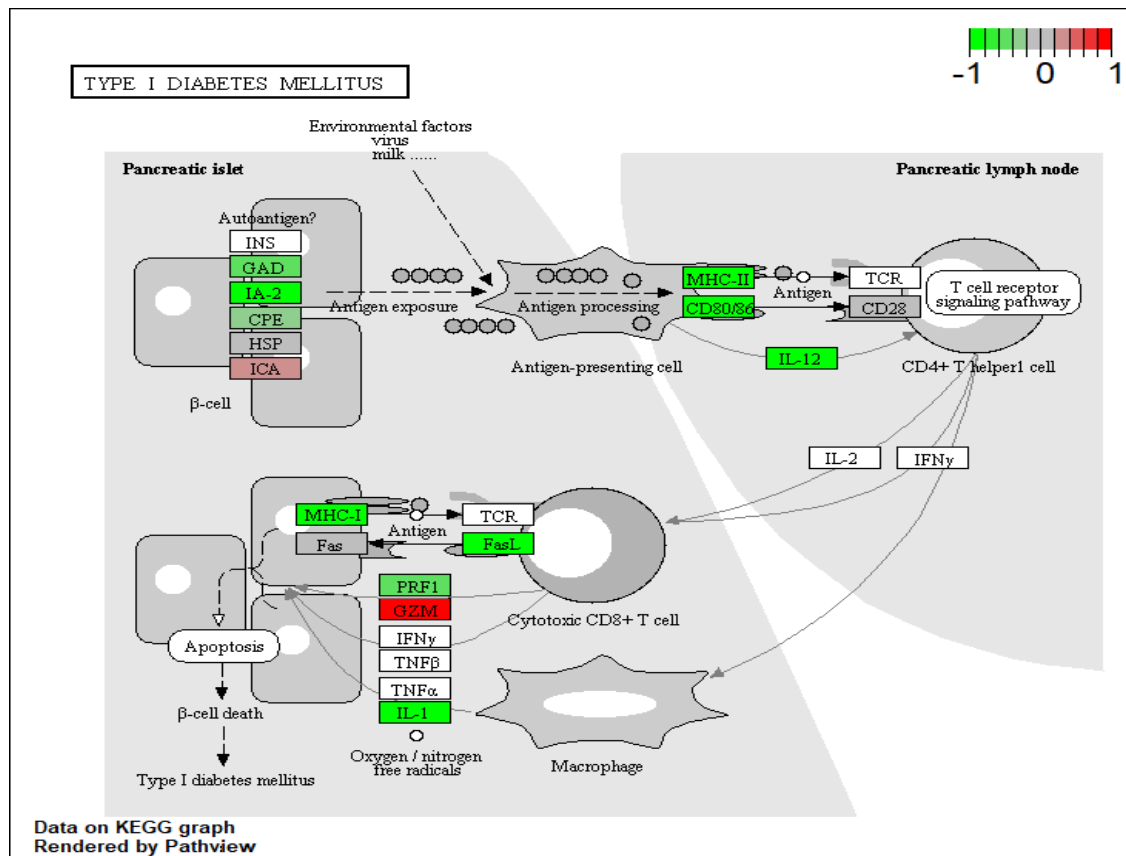 -1 0 1
TYPE I DIABETES MELLITUS
Environmental factors
virus
milk ......
Pancreatic islet
Pancreatic lymph node
Autoantigen?
INS
GAD
IA-2
CPE
HSP
ICA
β-cell
Antigen exposure
Antigen processing
Antigen-presenting cell
MHC-II
CD80/86
Antigen
IL-12
TCR
CD28
T cell receptor
signaling pathway
CD4+ T helper1 cell
IL-2
IFNγ
MHC-I
Antigen
TCR
Fas
FasL
PRF1
GZM
IFNγ
TNFβ
TNFα
IL-1
Oxygen / nitrogen
free radicals
Cytotoxic CD8+ T cell
Macrophage
Apoptosis
β-cell death
Type I diabetes mellitus
Data on KEGG graph
Rendered by Pathview